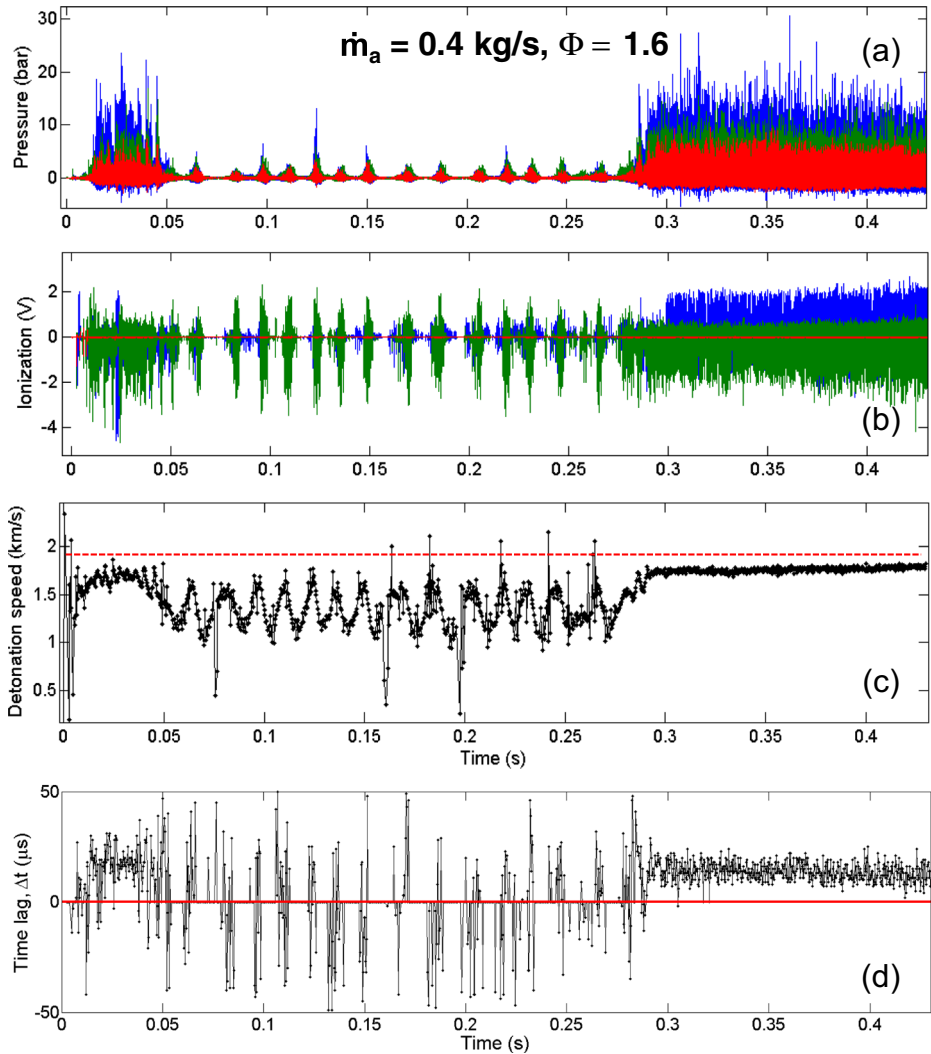 ṁa = 0.4 kg/s, Φ = 1.6
(a)
Pressure (bar)
30
20
10
0
0 0.05 0.1 0.15 0.2 0.25 0.3 0.35 0.4
Ionization (V)
2
0
-2
-4
(b)
0 0.05 0.1 0.15 0.2 0.25 0.3 0.35 0.4
Detonation speed (km/s)
2
1.5
1
0.5
(c)
0 0.05 0.1 0.15 0.2 0.25 0.3 0.35 0.4
Time (s)
Time lag, Δt (μs)
50
0
-50
(d)
0 0.05 0.1 0.15 0.2 0.25 0.3 0.35 0.4
Time (s)